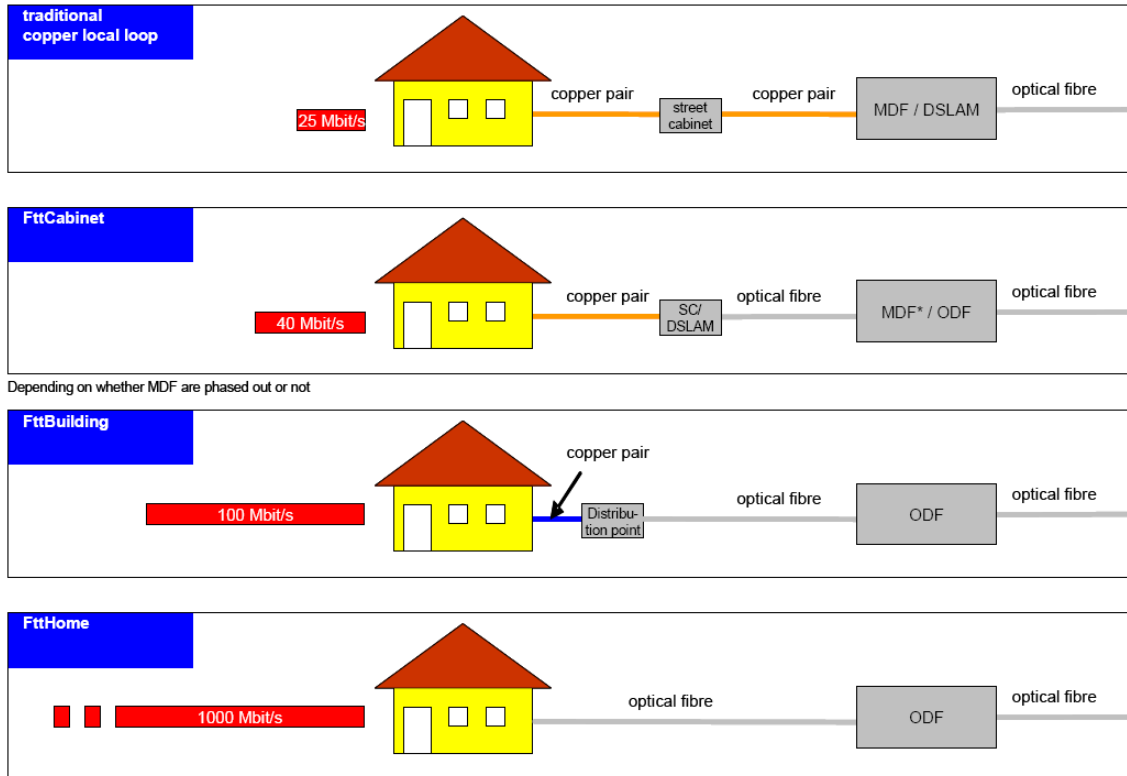 traditional
copper local loop
25 Mbit/s
copper pair
street
cabinet
copper pair
MDF / DSLAM
optical fibre
FttCabinet
40 Mbit/s
copper pair
SC/
DSLAM
optical fibre
MDF* / ODF
optical fibre
Depending on whether MDF are phased out or not
FttBuilding
100 Mbit/s
copper pair
Distribu-
tion point
optical fibre
ODF
optical fibre
FttHome
1000 Mbit/s
optical fibre
ODF
optical fibre